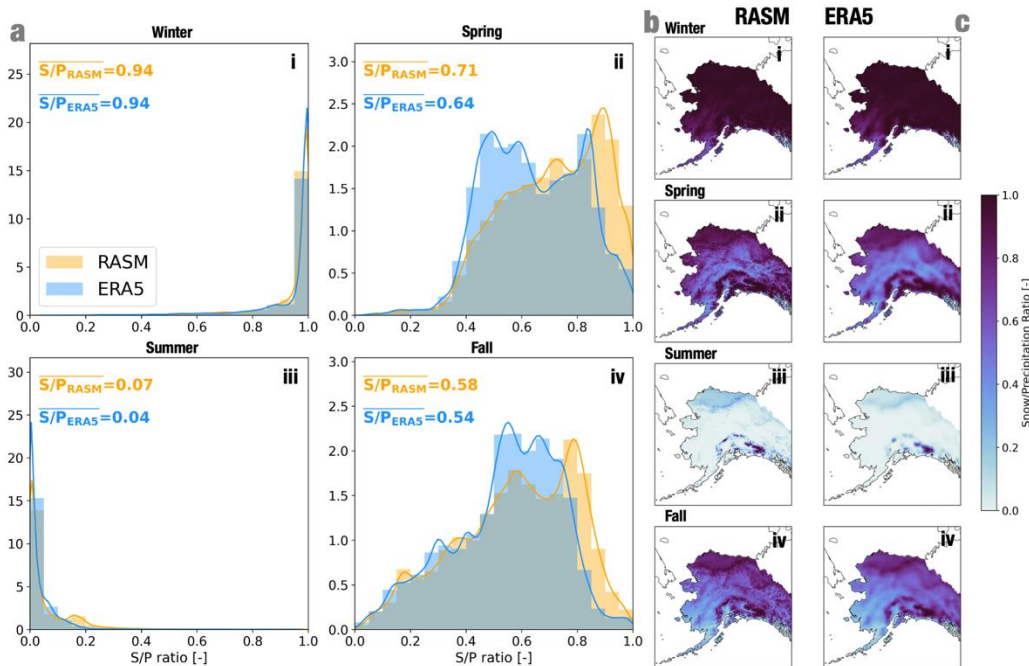 a
Winter
i
S/P_RASM=0.94
S/P_ERA5=0.94
RASM
ERA5
25
20
15
10
5
0
0.0 0.2 0.4 0.6 0.8 1.0
Spring
ii
S/P_RASM=0.71
S/P_ERA5=0.64
3.0
2.5
2.0
1.5
1.0
0.5
0.0
0.0 0.2 0.4 0.6 0.8 1.0
Summer
iii
S/P_RASM=0.07
S/P_ERA5=0.04
30
25
20
15
10
5
0
0.0 0.2 0.4 0.6 0.8 1.0
S/P ratio [-]
Fall
iv
S/P_RASM=0.58
S/P_ERA5=0.54
3.0
2.5
2.0
1.5
1.0
0.5
0.0
0.0 0.2 0.4 0.6 0.8 1.0
S/P ratio [-]
b RASM ERA5 c
Winter
i i
Spring
ii ii
Summer
iii iii
Fall
iv iv
1.0
0.8
0.6
0.4
0.2
0.0
Snow/Precipitation Ratio [-]